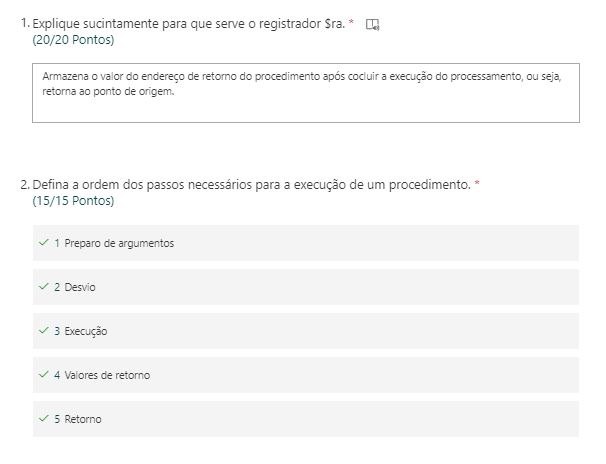 1. Explique sucintamente para que serve o registrador $ra. *
(20/20 Pontos)
Armazena o valor do endereço de retorno do procedimento após cocluir a execução do processamento, ou seja,
retorna ao ponto de origem.
2. Defina a ordem dos passos necessários para a execução de um procedimento. *
(15/15 Pontos)
1 Preparo de argumentos
2 Desvio
3 Execução
4 Valores de retorno
5 Retorno